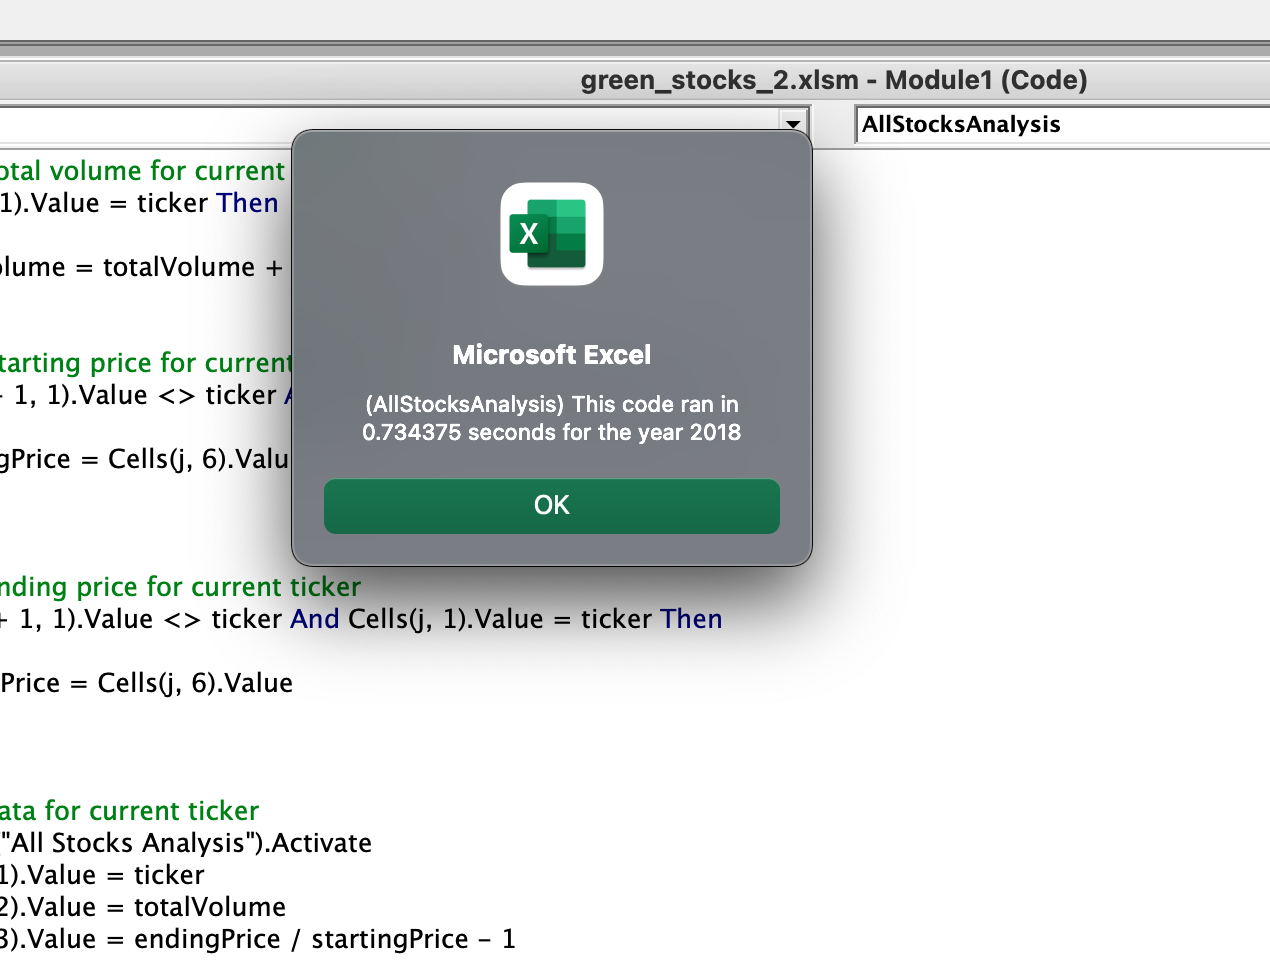 green_stocks_2.xlsm - Module1 (Code)
AllStocksAnalysis
total volume for current
1).Value = ticker Then
volume = totalVolume +
starting price for current
- 1, 1).Value <> ticker
gPrice = Cells(j, 6).Valu
X
Microsoft Excel
(AllStocksAnalysis) This code ran in
0.734375 seconds for the year 2018
OK
nding price for current ticker
+ 1, 1).Value <> ticker And Cells(j, 1).Value = ticker Then
Price = Cells(j, 6).Value
ata for current ticker
("All Stocks Analysis").Activate
1).Value = ticker
2).Value = totalVolume
3).Value = endingPrice / startingPrice - 1